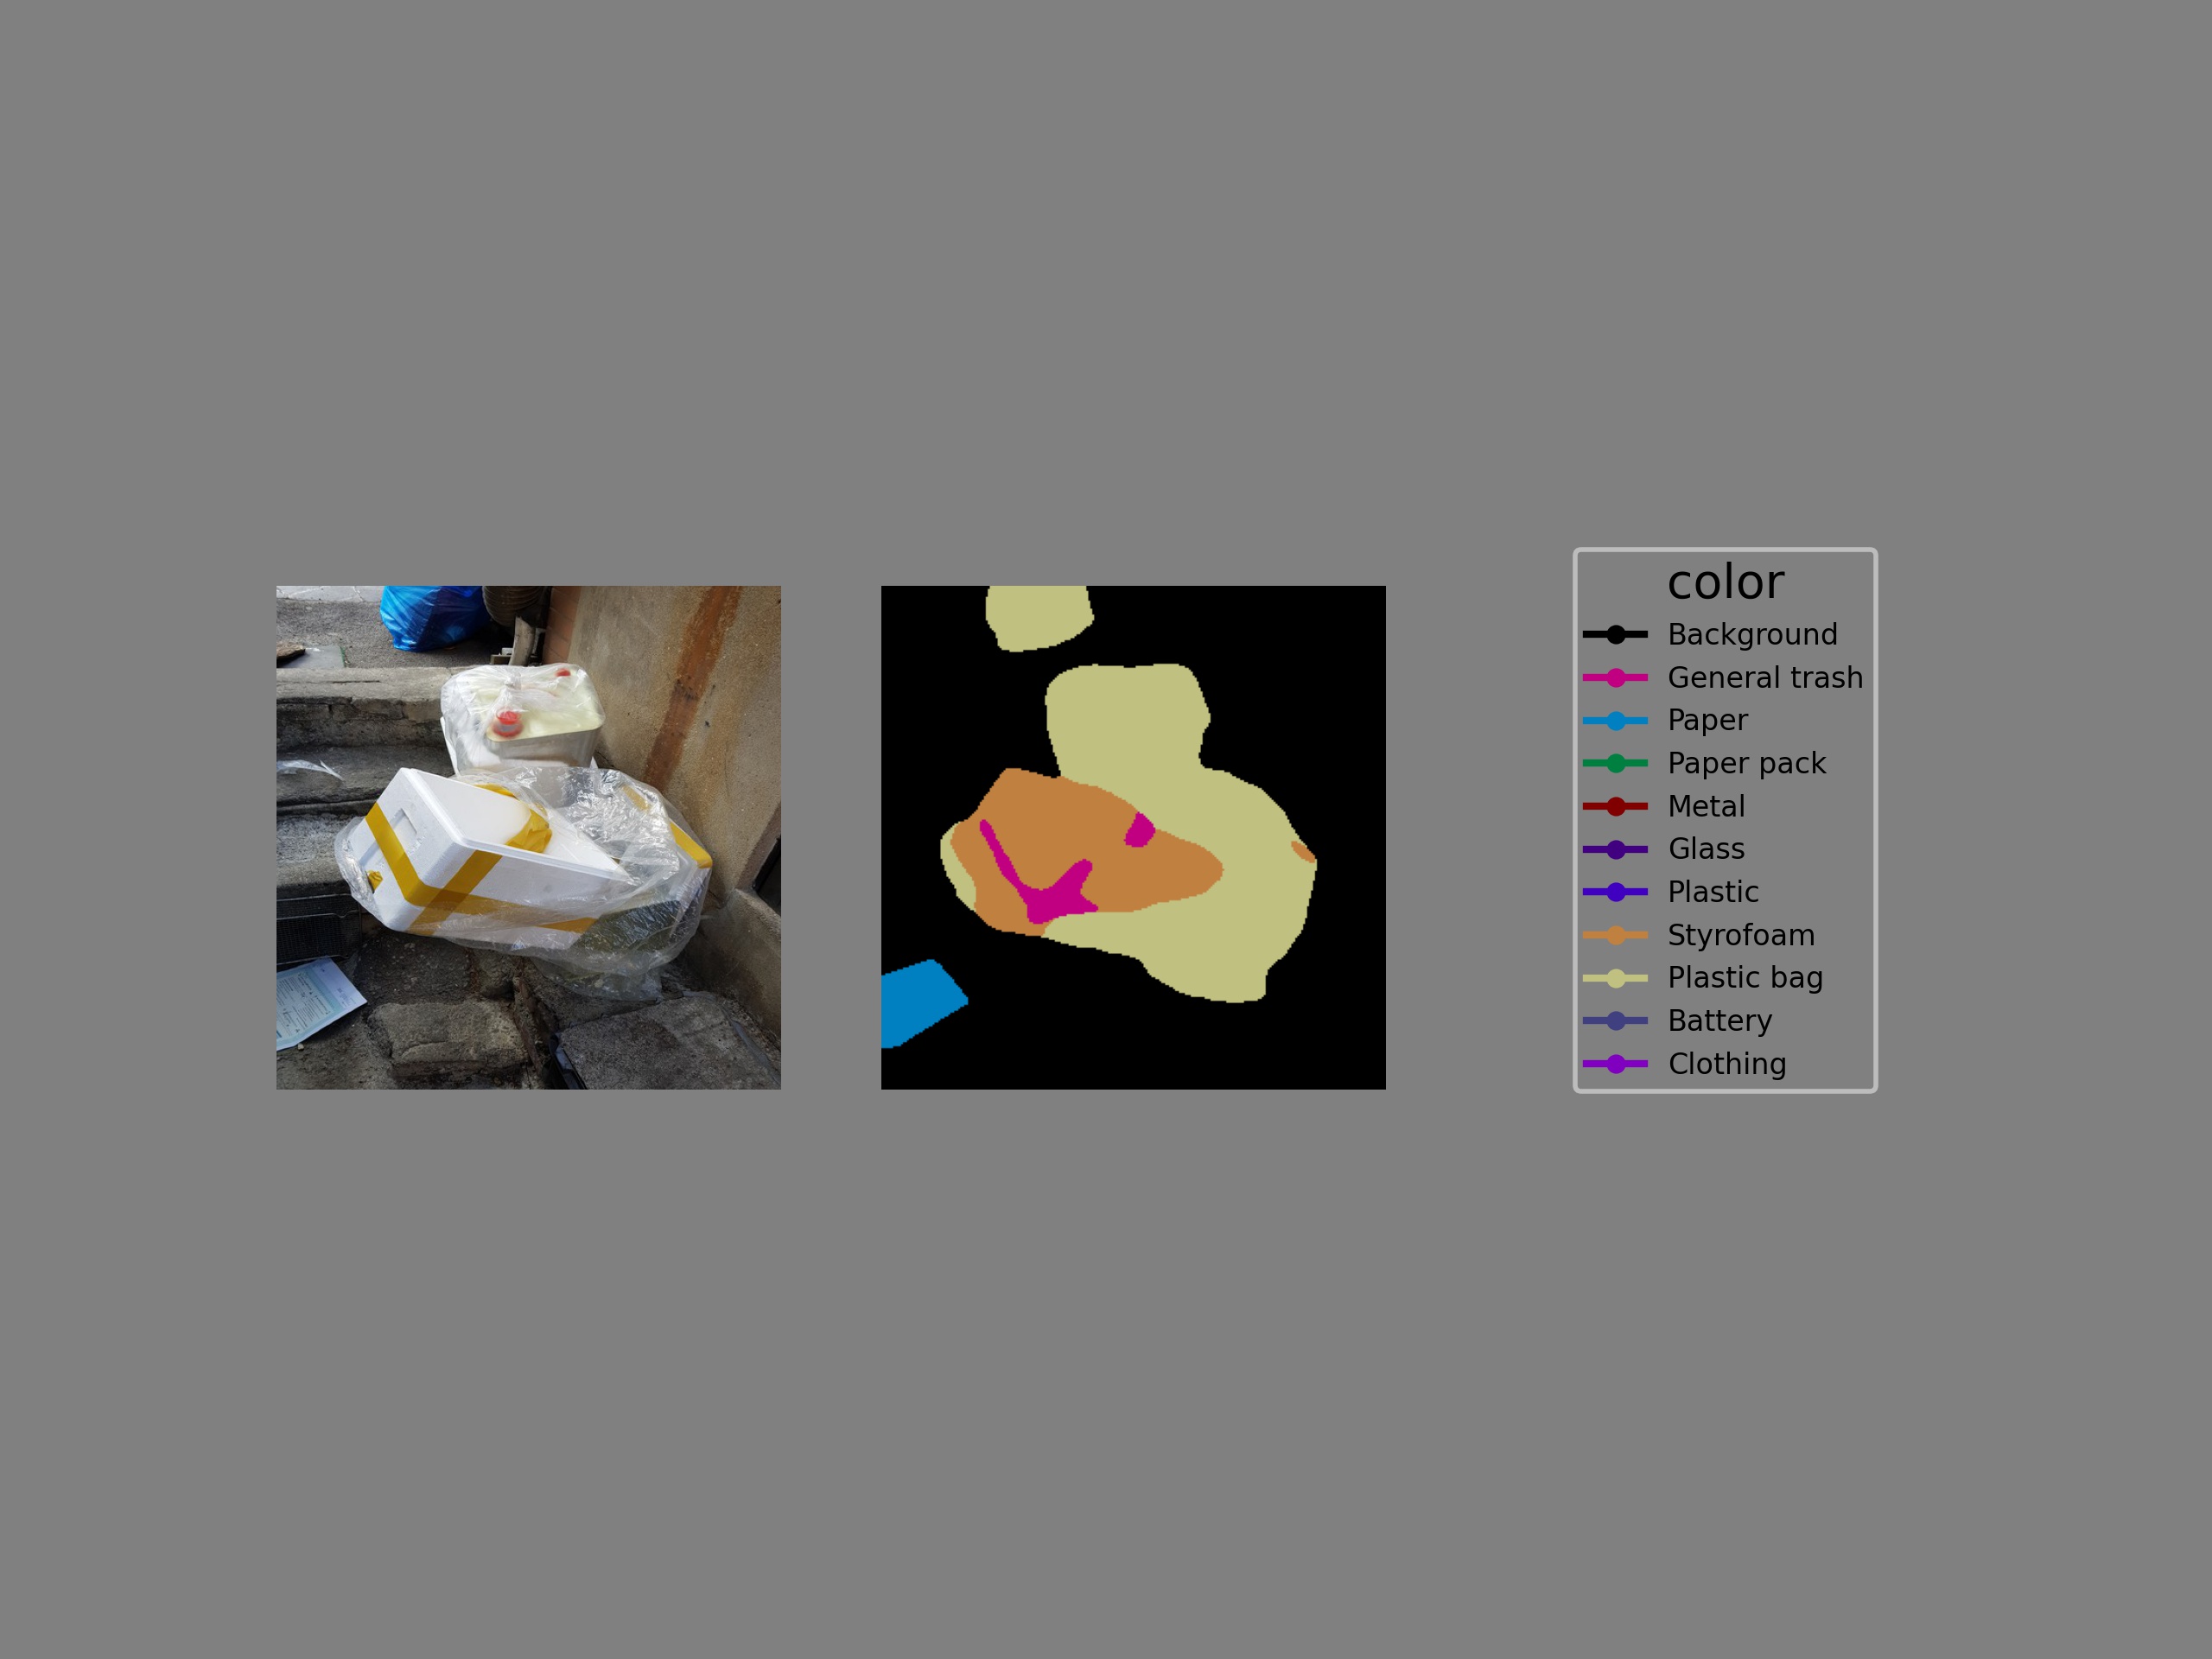 color
Background
General trash
Paper
Paper pack
Metal
Glass
Plastic
Styrofoam
Plastic bag
Battery
Clothing